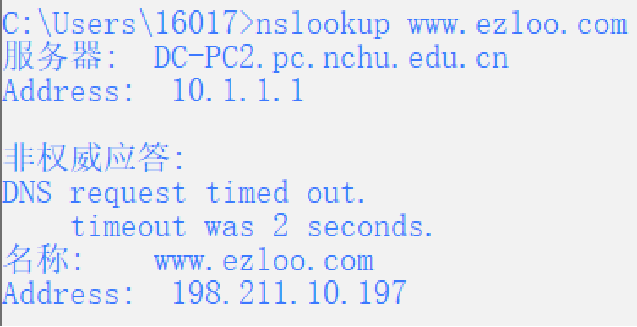 C:\Users\16017>nslookup www.ezloo.com
服务器:  DC-PC2.pc.nchu.edu.cn
Address:  10.1.1.1

非权威应答:
DNS request timed out.
    timeout was 2 seconds.
名称:    www.ezloo.com
Address:  198.211.10.197